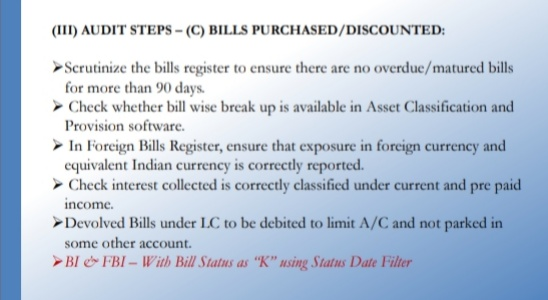 (III) AUDIT STEPS – (C) BILLS PURCHASED/DISCOUNTED:
➢Scrutinize the bills register to ensure there are no overdue/matured bills
for more than 90 days.
➢ Check whether bill wise break up is available in Asset Classification and
Provision software.
➢ In Foreign Bills Register, ensure that exposure in foreign currency and
equivalent Indian currency is correctly reported.
➢ Check interest collected is correctly classified under current and pre paid
income.
➢Devolved Bills under LC to be debited to limit A/C and not parked in
some other account.
➢BI & FBI – With Bill Status as “K” using Status Date Filter